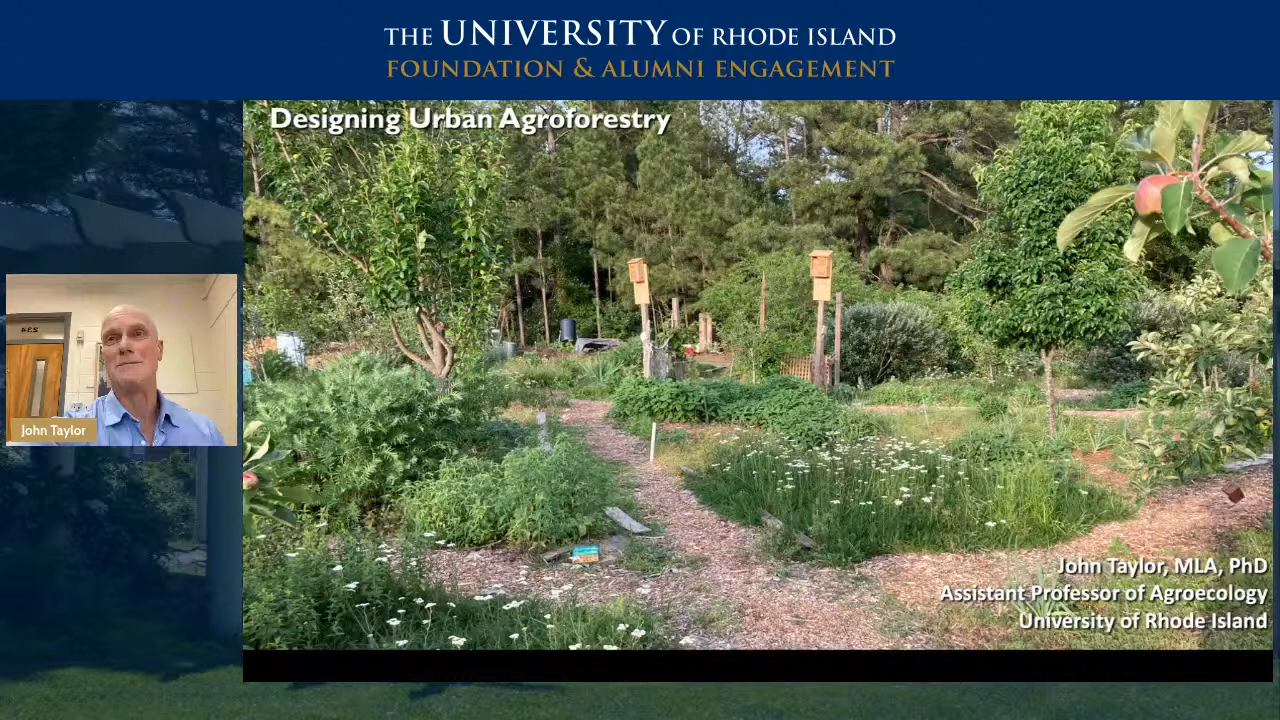 THE UNIVERSITY OF RHODE ISLAND
FOUNDATION & ALUMNI ENGAGEMENT
Designing Urban Agroforestry
John Taylor
John Taylor, MLA, PhD
Assistant Professor of Agroecology
University of Rhode Island